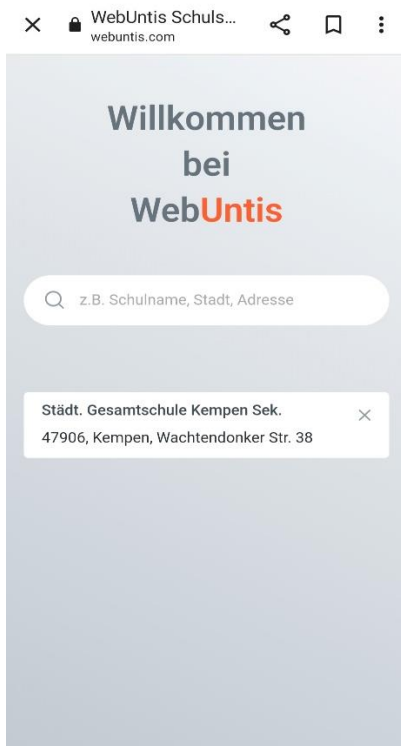 WebUntis Schuls...
webuntis.com
Willkommen
bei
WebUntis
z.B. Schulname, Stadt, Adresse
Städt. Gesamtschule Kempen Sek.
47906, Kempen, Wachtendonker Str. 38